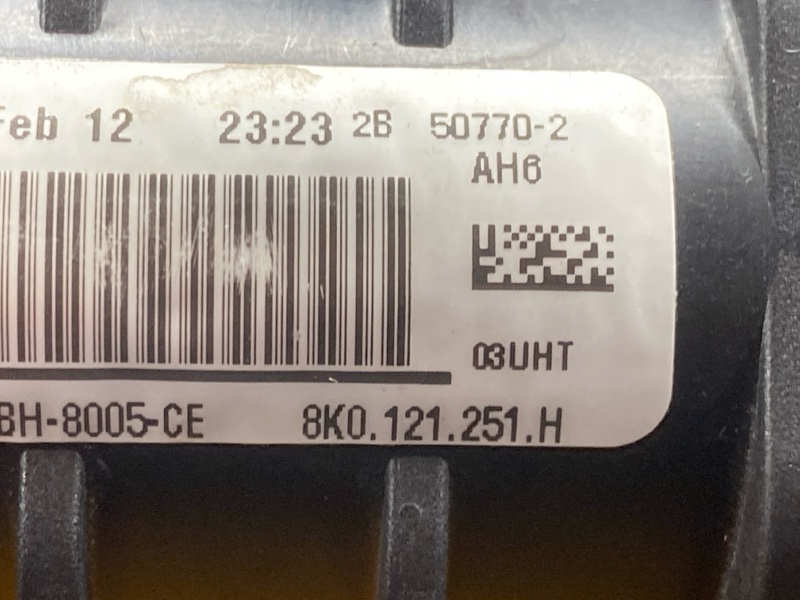 Feb 12 23:23 2B 50770-2
AH6
03UHT
BH-8005-CE 8K0.121.251.H